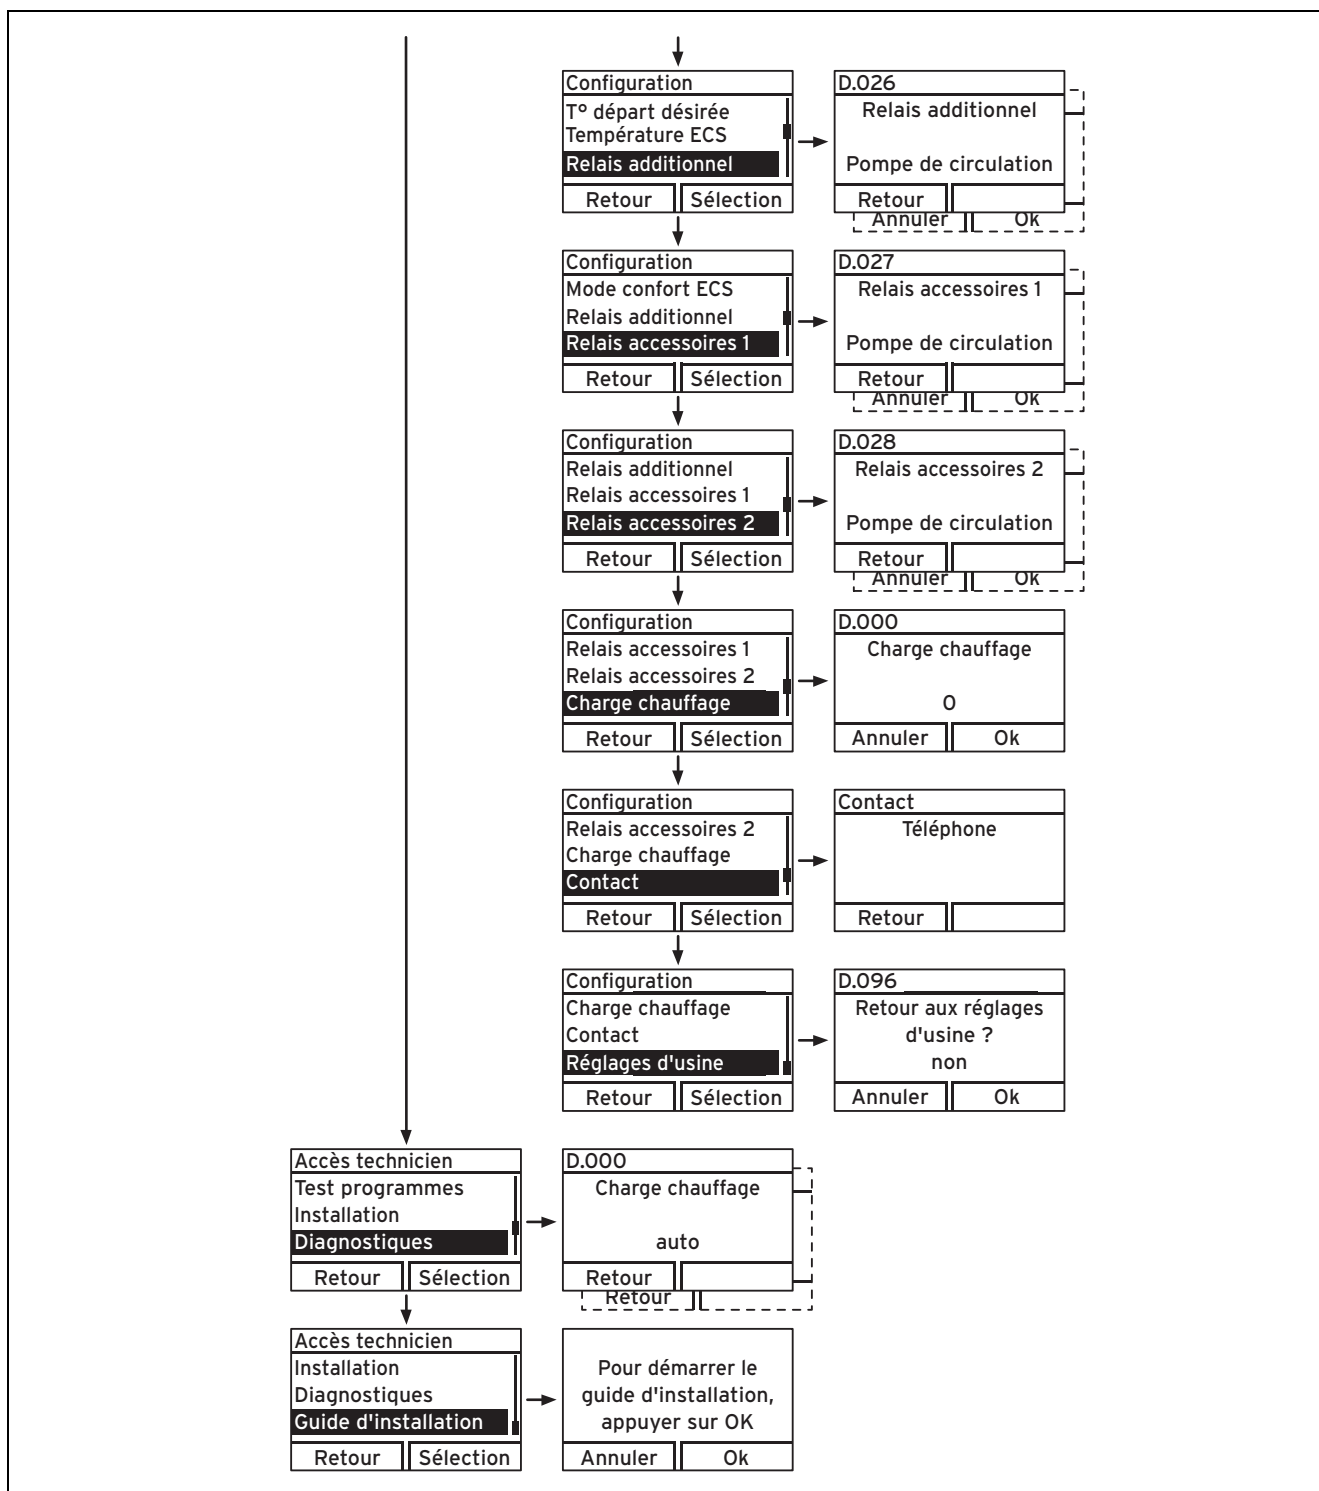 Configuration
T° départ désirée
Température ECS
Relais additionnel
Retour Sélection
D.026
Relais additionnel
Pompe de circulation
Retour
Annuler Ok
Configuration
Mode confort ECS
Relais additionnel
Relais accessoires 1
Retour Sélection
D.027
Relais accessoires 1
Pompe de circulation
Retour
Annuler Ok
Configuration
Relais additionnel
Relais accessoires 1
Relais accessoires 2
Retour Sélection
D.028
Relais accessoires 2
Pompe de circulation
Retour
Annuler Ok
Configuration
Relais accessoires 1
Relais accessoires 2
Charge chauffage
Retour Sélection
D.000
Charge chauffage
0
Annuler Ok
Configuration
Relais accessoires 2
Charge chauffage
Contact
Retour Sélection
Contact
Téléphone
Retour
Configuration
Charge chauffage
Contact
Réglages d'usine
Retour Sélection
D.096
Retour aux réglages
d'usine ?
non
Annuler Ok
Accès technicien
Test programmes
Installation
Diagnostiques
Retour Sélection
D.000
Charge chauffage
auto
Retour
Retour
Accès technicien
Installation
Diagnostiques
Guide d'installation
Retour Sélection
Pour démarrer le
guide d'installation,
appuyer sur OK
Annuler Ok